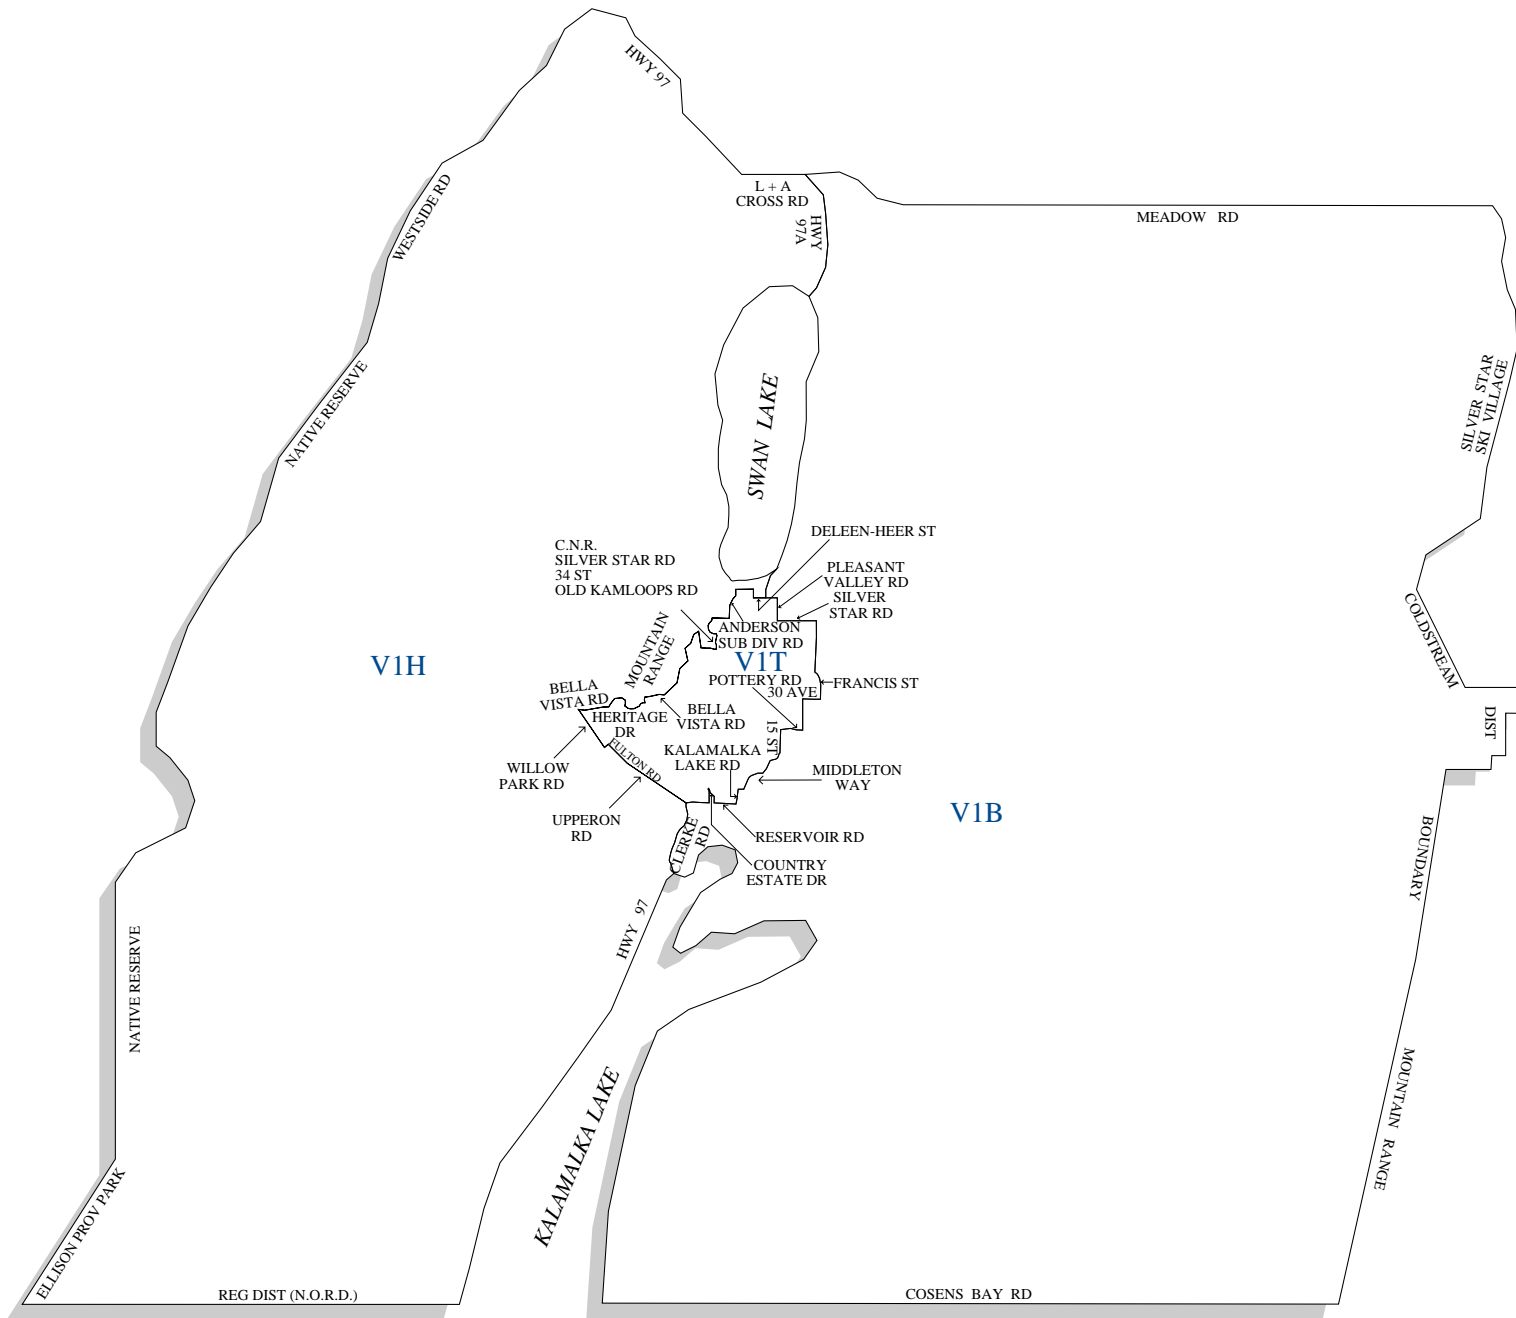 HWY 97
L + A
CROSS RD
HWY
97A
MEADOW RD
WESTSIDE RD
NATIVE RESERVE
SWAN LAKE
SILVER STAR
SKI VILLAGE
DELEEN-HEER ST
C.N.R.
SILVER STAR RD
34 ST
OLD KAMLOOPS RD
PLEASANT
VALLEY RD
SILVER
STAR RD
COLDSTREAM
ANDERSON
SUB DIV RD
MOUNTAIN
RANGE
V1H
V1T
POTTERY RD
30 AVE
FRANCIS ST
BELLA
VISTA RD
HERITAGE
DR
BELLA
VISTA RD
15 ST
DIST
FULTON RD
KALAMALKA
LAKE RD
WILLOW
PARK RD
MIDDLETON
WAY
UPPERON
RD
V1B
CLERKE
RD
RESERVOIR RD
COUNTRY
ESTATE DR
BOUNDARY
HWY 97
NATIVE RESERVE
KALAMALKA LAKE
MOUNTAIN RANGE
ELLISON PROV PARK
REG DIST (N.O.R.D.)
COSENS BAY RD